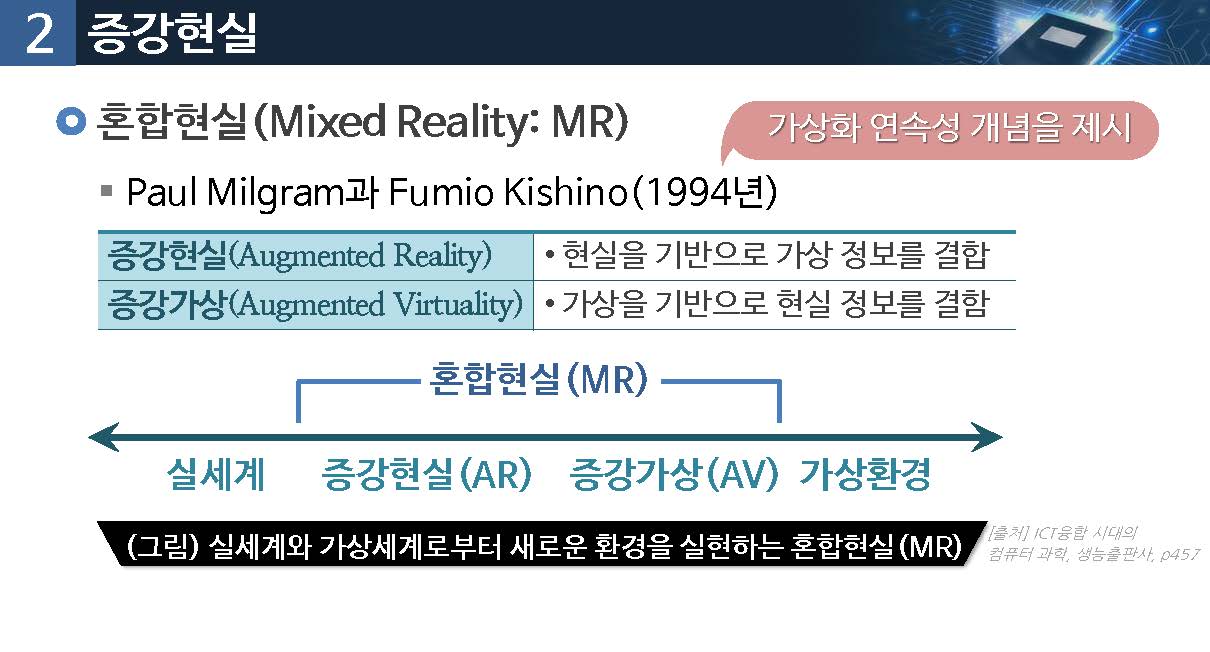 2 증강현실
혼합현실(Mixed Reality: MR)
가상화 연속성 개념을 제시
Paul Milgram과 Fumio Kishino(1994년)
증강현실(Augmented Reality) • 현실을 기반으로 가상 정보를 결합
증강가상(Augmented Virtuality) • 가상을 기반으로 현실 정보를 결함
혼합현실(MR)
실세계 증강현실(AR) 증강가상(AV) 가상환경
(그림) 실세계와 가상세계로부터 새로운 환경을 실현하는 혼합현실(MR)
[출처] ICT융합 시대의
컴퓨터 과학, 생능출판사, p457